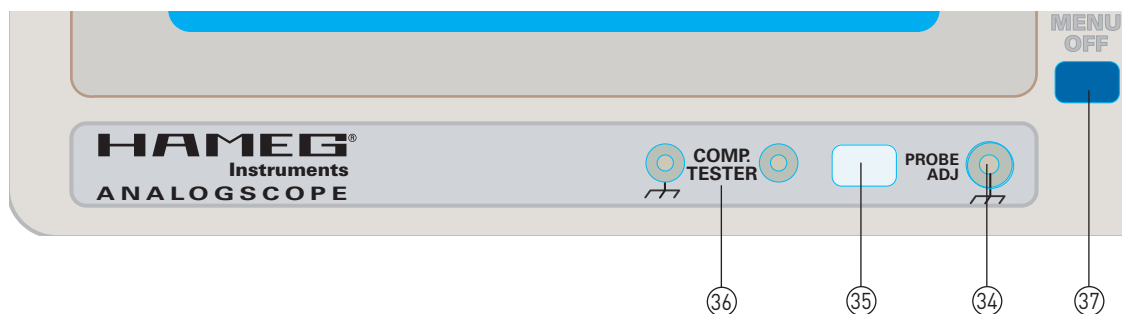 MENU
OFF
HAMEG®
Instruments
ANALOGSCOPE
COMP.
TESTER
PROBE
ADJ
36
35
34
37